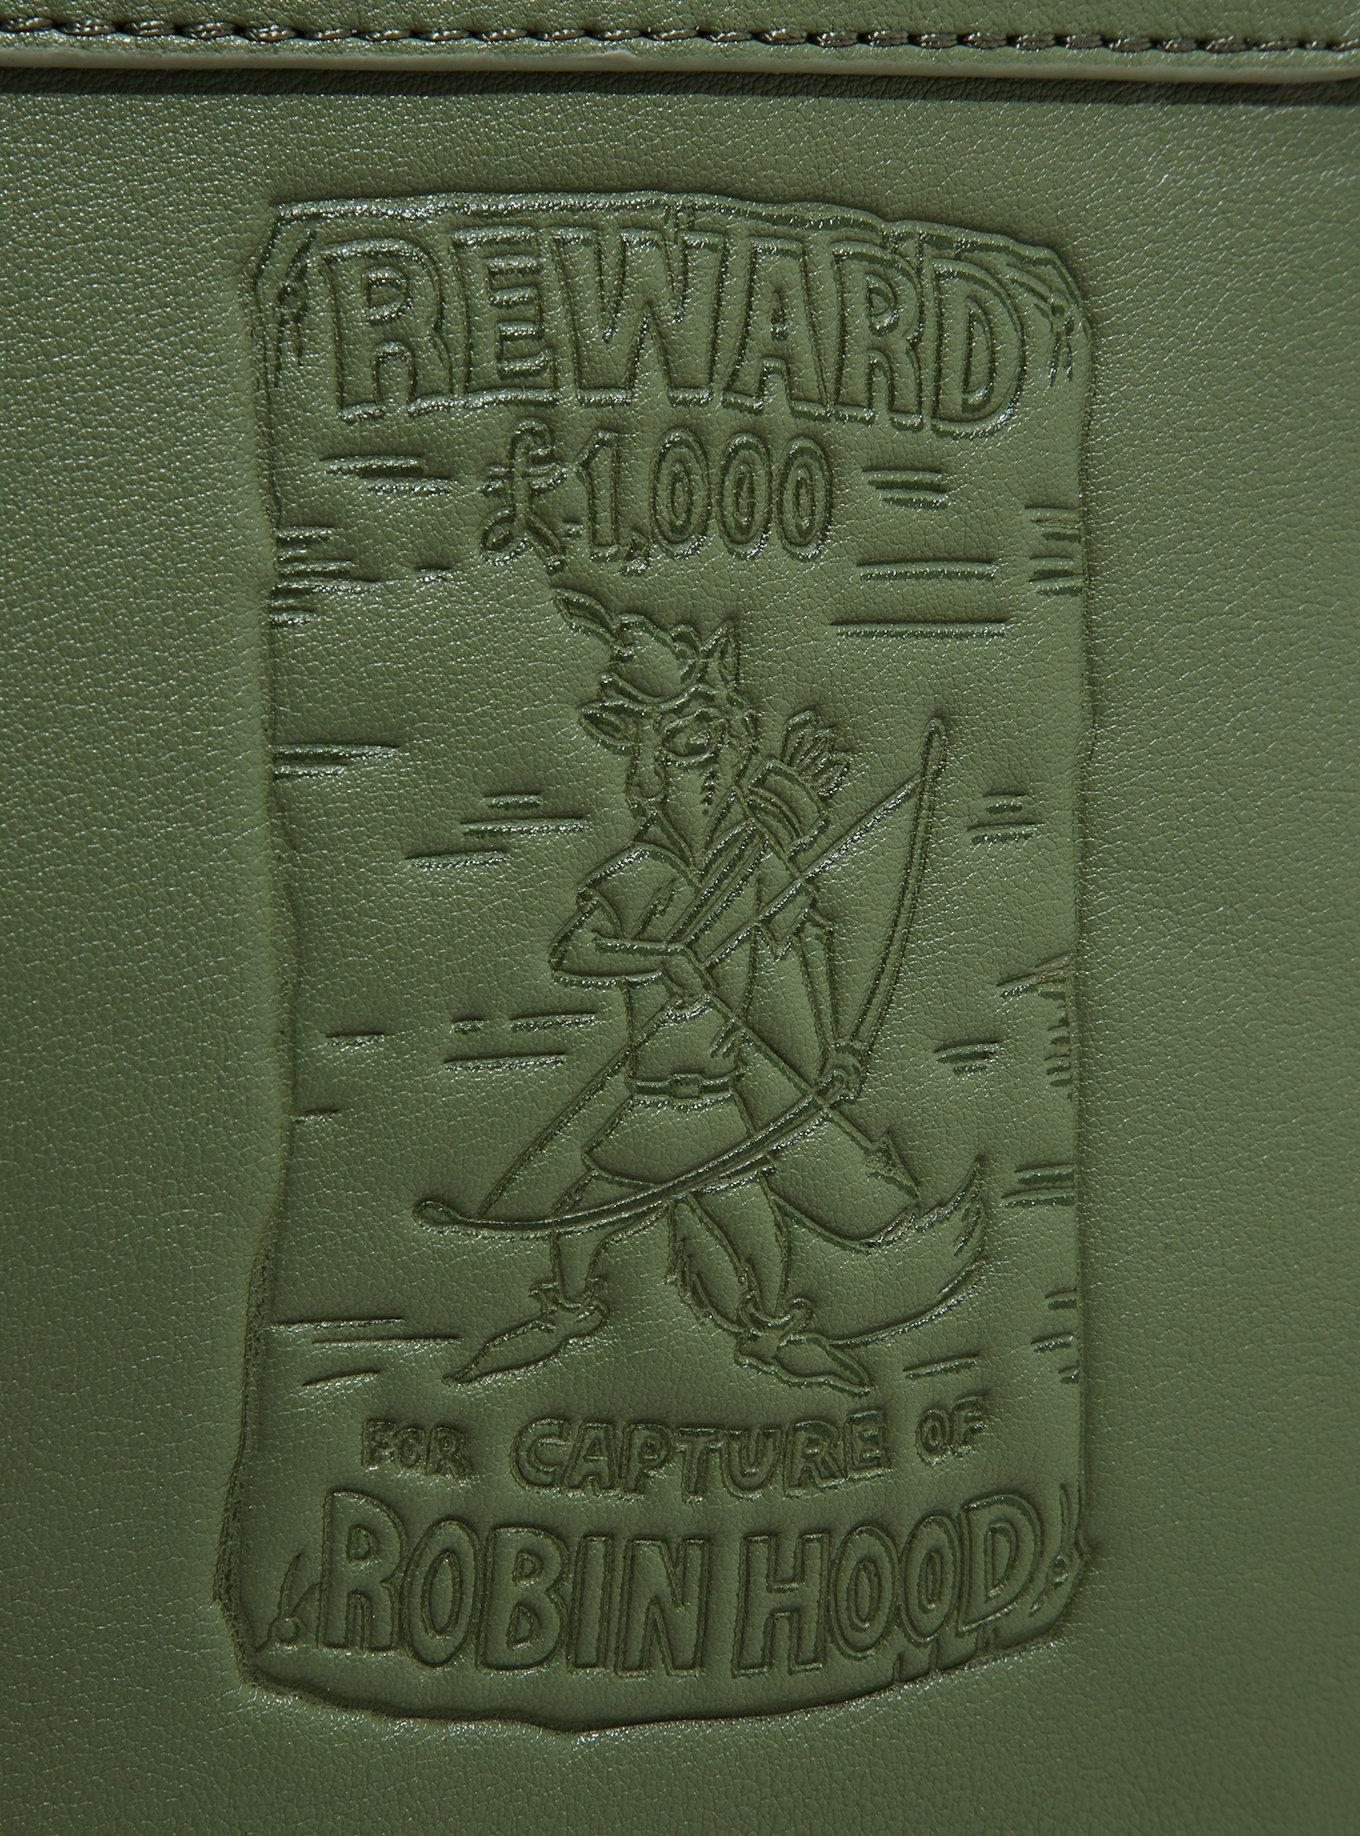 REWARD
£1,000
FOR CAPTURE OF
ROBIN HOOD